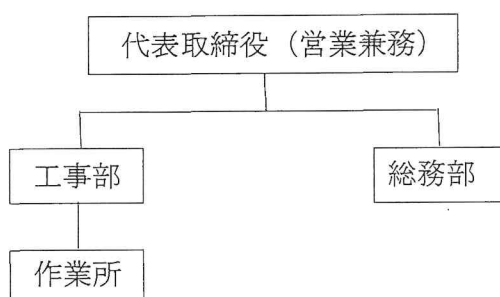 代表取締役（営業兼務）
工事部
総務部
作業所